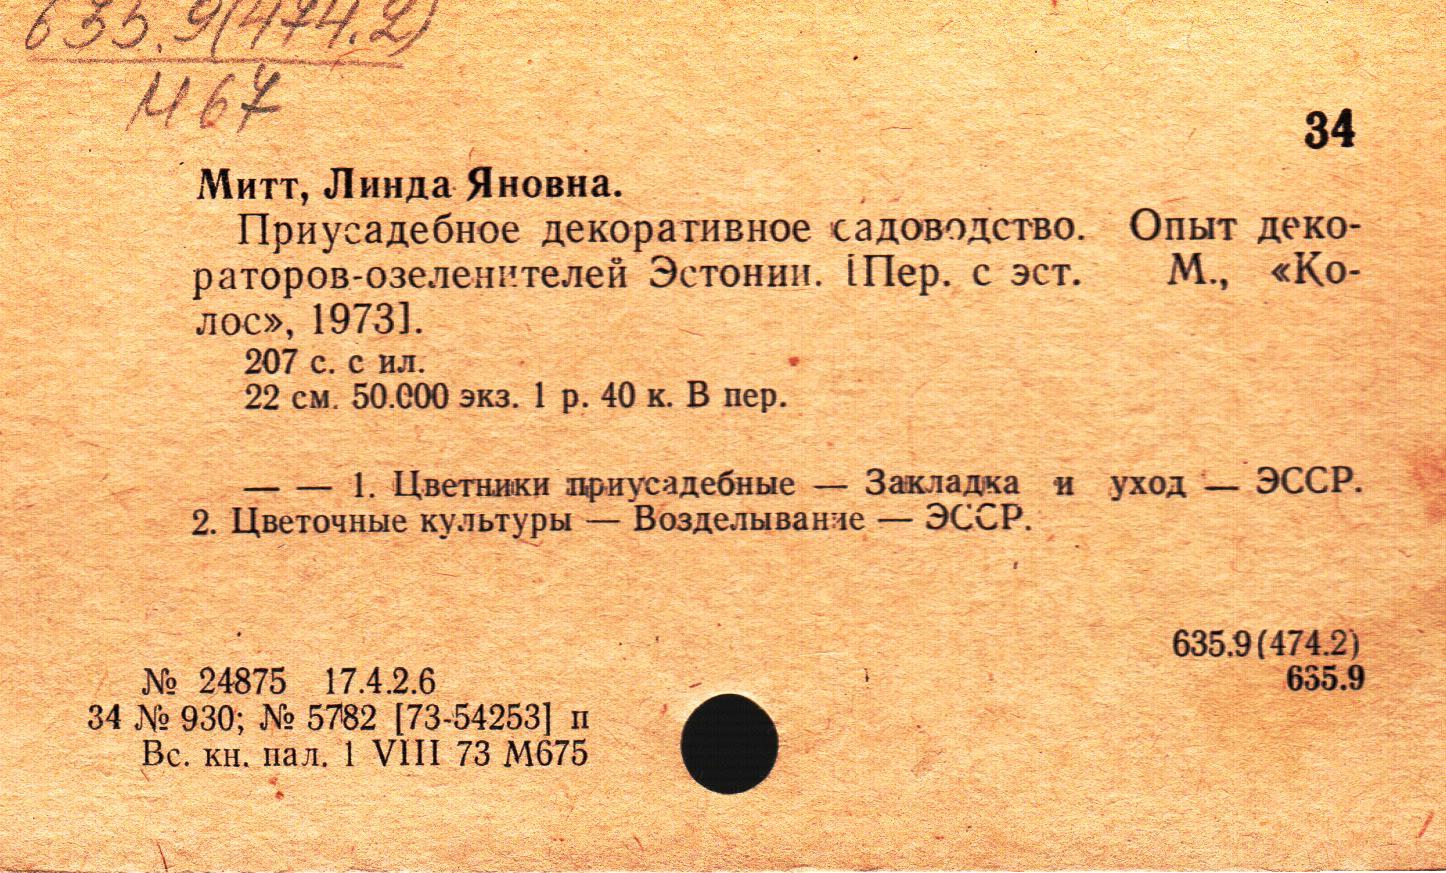 635.9(474.2)
М67
34
Митт, Линда Яновна.
Приусадебное декоративное садоводство. Опыт деко-
раторов-озеленителей Эстонии. [Пер. с эст. М., «Ко-
лос», 1973].
207 с. с ил.
22 см. 50.000 экз. 1 р. 40 к. В пер.
— — 1. Цветники приусадебные — Закладка и уход — ЭССР.
2. Цветочные культуры — Возделывание — ЭССР.
635.9(474.2)
635.9
№ 24875 17.4.2.6
34 № 930; № 5782 [73-54253] п
Вс. кн. пал. 1 VIII 73 М675